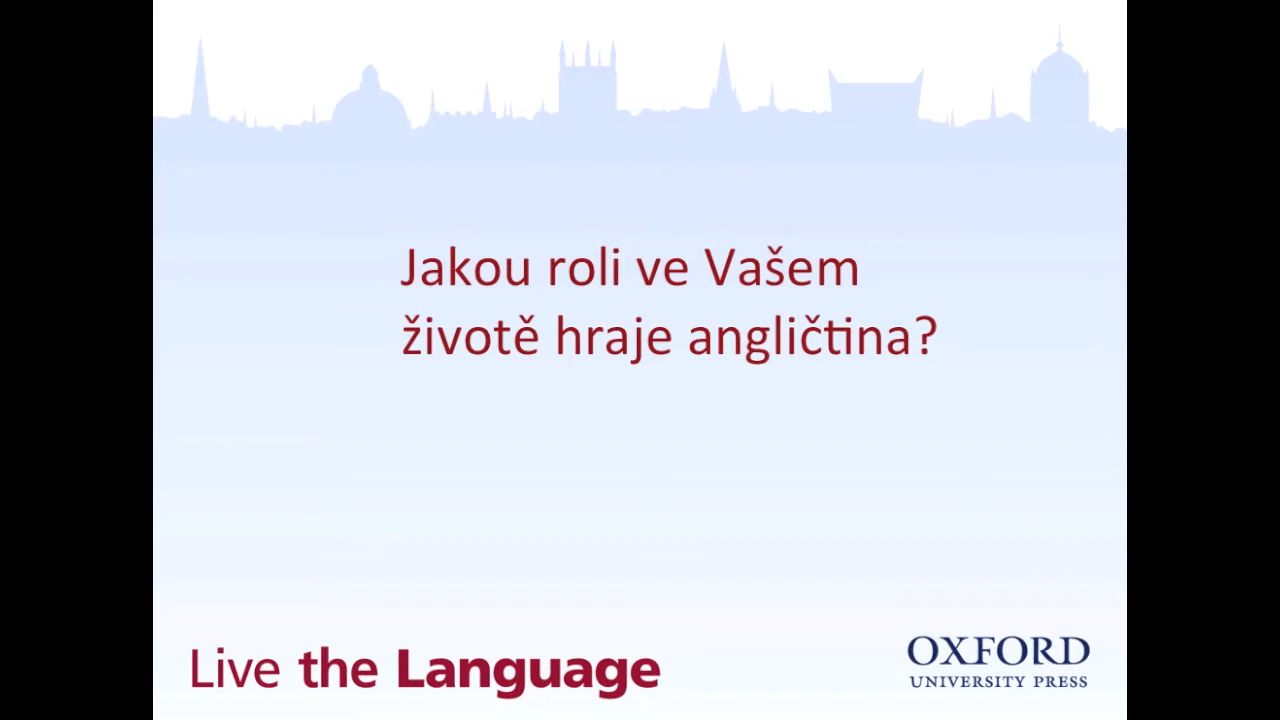 Jakou roli ve Vašem
životě hraje angličtina?
Live the Language
OXFORD
UNIVERSITY PRESS